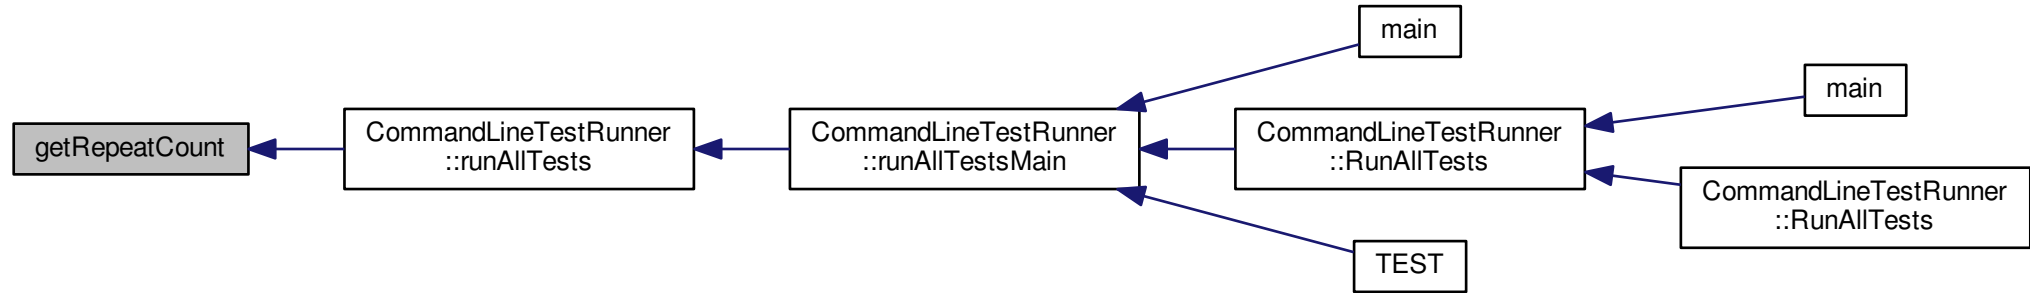 getRepeatCount
CommandLineTestRunner
::runAllTests
CommandLineTestRunner
::runAllTestsMain
main
CommandLineTestRunner
::RunAllTests
TEST
main
CommandLineTestRunner
::RunAllTests